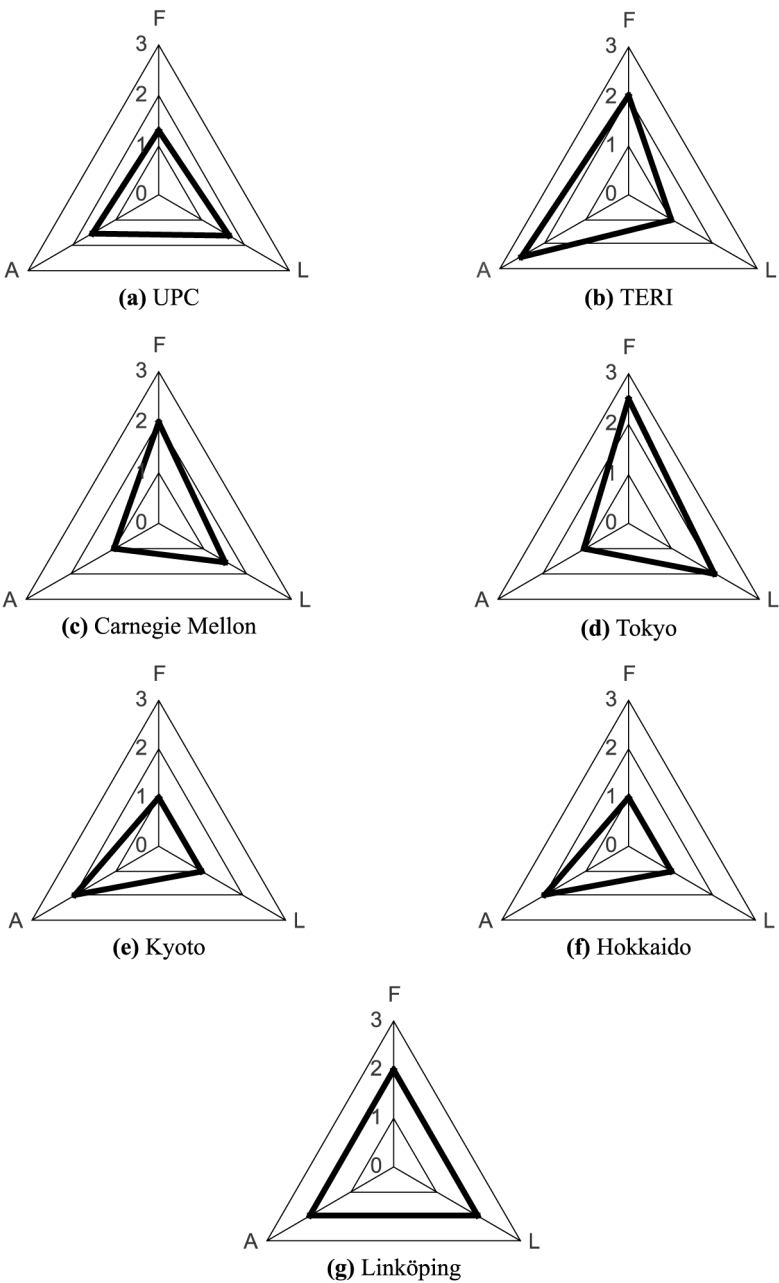 F
3
2
1
0
A
L
(a) UPC
F
3
2
1
0
A
L
(b) TERI
F
3
2
1
0
A
L
(c) Carnegie Mellon
F
3
2
1
0
A
L
(d) Tokyo
F
3
2
1
0
A
L
(e) Kyoto
F
3
2
1
0
A
L
(f) Hokkaido
F
3
2
1
0
A
L
(g) Linköping